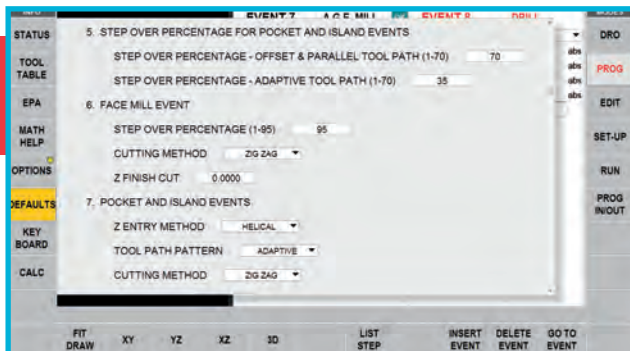 EVENT 7 A.G.E. MILL EVENT 8 DRILL
STATUS
TOOL
TABLE
EPA
MATH
HELP
OPTIONS
DEFAULTS
KEY
BOARD
CALC
5. STEP OVER PERCENTAGE FOR POCKET AND ISLAND EVENTS
STEP OVER PERCENTAGE - OFFSET & PARALLEL TOOL PATH (1-70) 70
STEP OVER PERCENTAGE - ADAPTIVE TOOL PATH (1-70) 35
6. FACE MILL EVENT
STEP OVER PERCENTAGE (1-95) 95
CUTTING METHOD ZIG ZAG
Z FINISH CUT 0.0000
7. POCKET AND ISLAND EVENTS
Z ENTRY METHOD HELICAL
TOOL PATH PATTERN ADAPTIVE
CUTTING METHOD ZIG ZAG
abs
abs
abs
abs
DRO
PROG
EDIT
SET-UP
RUN
PROG
IN/OUT
FIT
DRAW
XY
YZ
XZ
3D
LIST
STEP
INSERT
EVENT
DELETE
EVENT
GO TO
EVENT